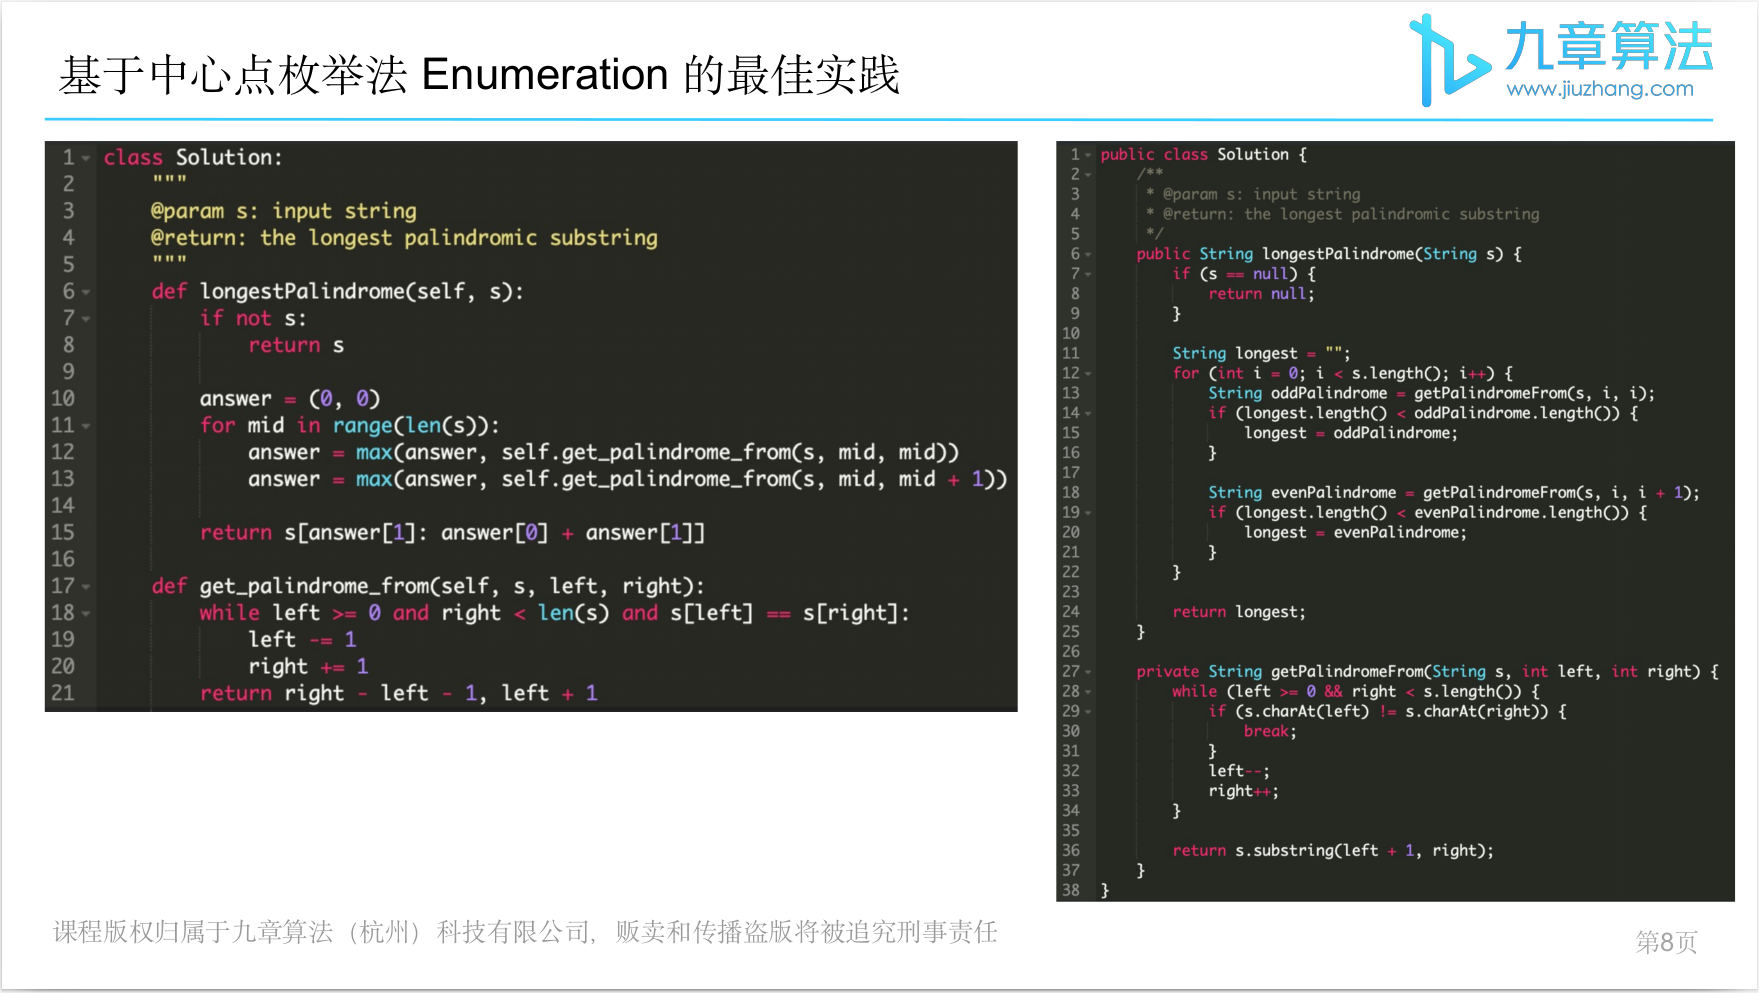 基于中心点枚举法 Enumeration 的最佳实践
九章算法
www.jiuzhang.com
1 class Solution:
2     """
3     @param s: input string
4     @return: the longest palindromic substring
5     """
6     def longestPalindrome(self, s):
7         if not s:
8             return s
9
10         answer = (0, 0)
11         for mid in range(len(s)):
12             answer = max(answer, self.get_palindrome_from(s, mid, mid))
13             answer = max(answer, self.get_palindrome_from(s, mid, mid + 1))
14
15         return s[answer[1]: answer[0] + answer[1]]
16
17     def get_palindrome_from(self, s, left, right):
18         while left >= 0 and right < len(s) and s[left] == s[right]:
19             left -= 1
20             right += 1
21         return right - left - 1, left + 1
1 public class Solution {
2     /**
3      * @param s: input string
4      * @return: the longest palindromic substring
5      */
6     public String longestPalindrome(String s) {
7         if (s == null) {
8             return null;
9         }
10
11         String longest = "";
12         for (int i = 0; i < s.length(); i++) {
13             String oddPalindrome = getPalindromeFrom(s, i, i);
14             if (longest.length() < oddPalindrome.length()) {
15                 longest = oddPalindrome;
16             }
17
18             String evenPalindrome = getPalindromeFrom(s, i, i + 1);
19             if (longest.length() < evenPalindrome.length()) {
20                 longest = evenPalindrome;
21             }
22         }
23
24         return longest;
25     }
26
27     private String getPalindromeFrom(String s, int left, int right) {
28         while (left >= 0 && right < s.length()) {
29             if (s.charAt(left) != s.charAt(right)) {
30                 break;
31             }
32             left--;
33             right++;
34         }
35
36         return s.substring(left + 1, right);
37     }
38 }
课程版权归属于九章算法（杭州）科技有限公司，贩卖和传播盗版将被追究刑事责任
第8页